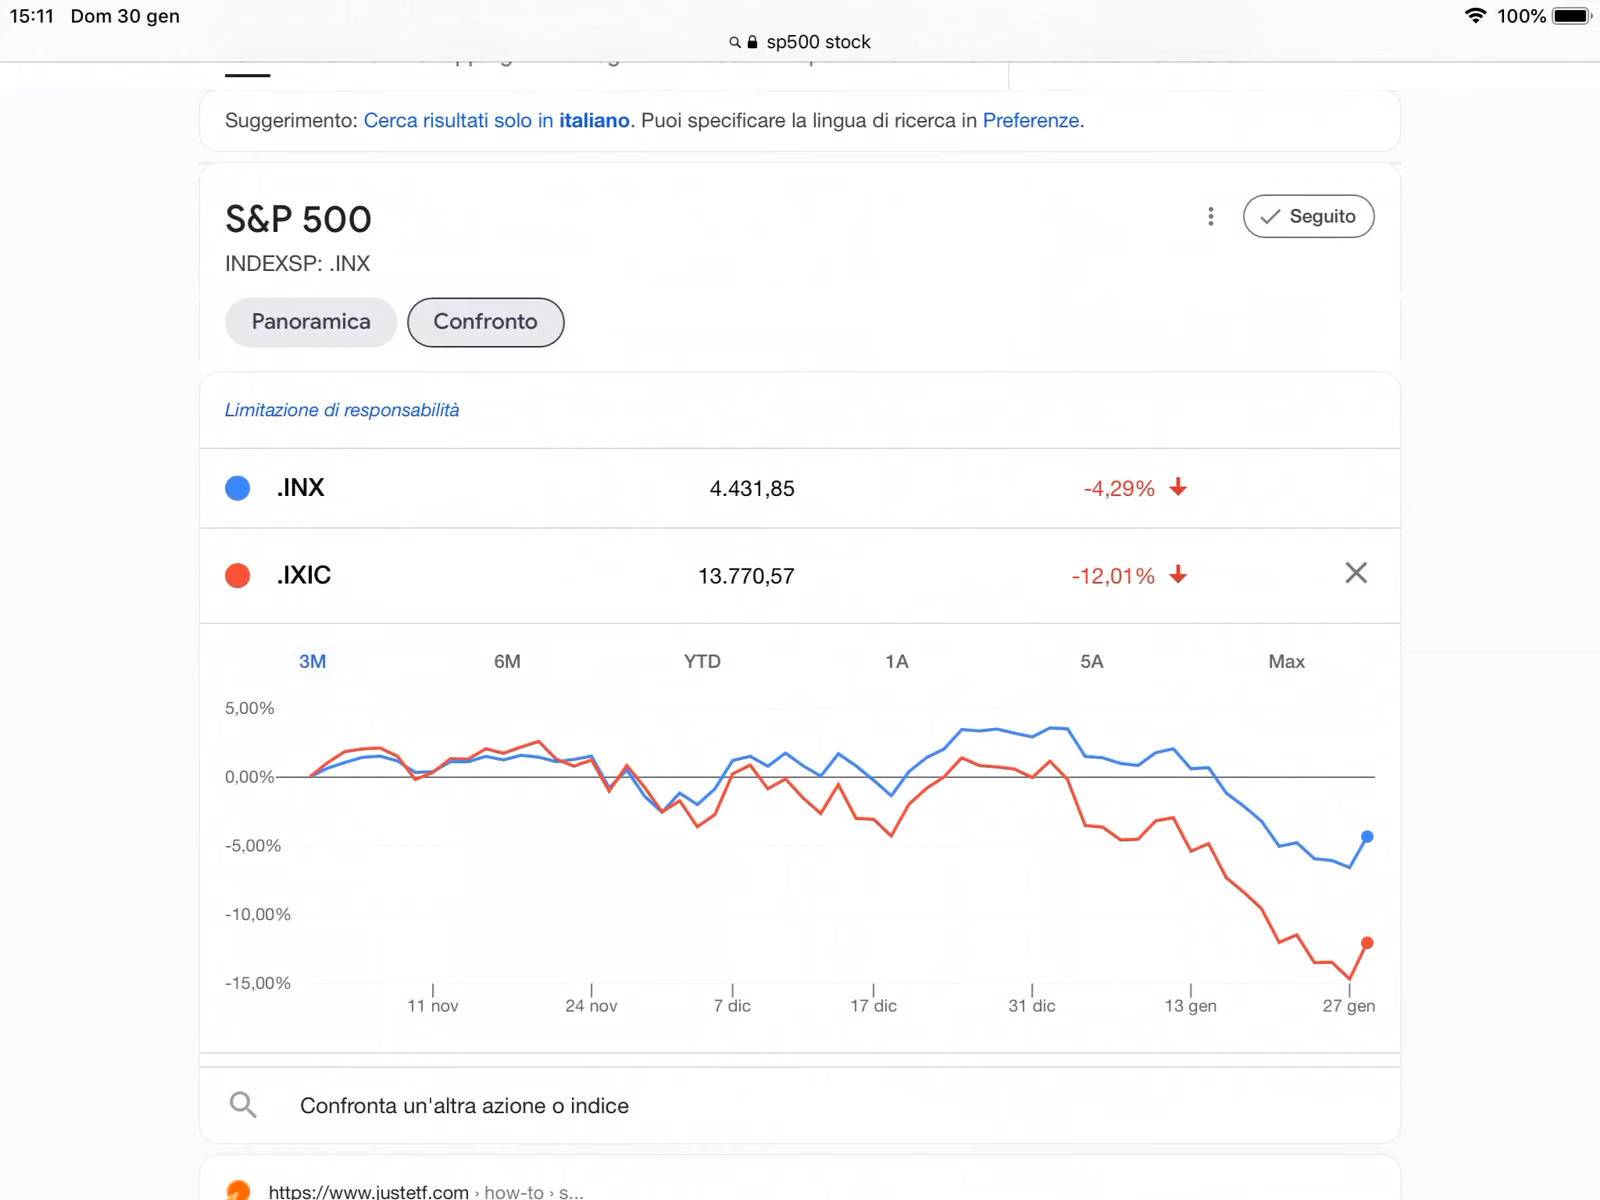 15:11 Dom 30 gen
100%
sp500 stock
Suggerimento: Cerca risultati solo in italiano. Puoi specificare la lingua di ricerca in Preferenze.
S&P 500
Seguito
INDEXSP: .INX
Panoramica Confronto
Limitazione di responsabilità
.INX 4.431,85 -4,29%
.IXIC 13.770,57 -12,01%
3M 6M YTD 1A 5A Max
5,00%
0,00%
-5,00%
-10,00%
-15,00%
11 nov 24 nov 7 dic 17 dic 31 dic 13 gen 27 gen
Confronta un'altra azione o indice
https://www.justetf.com › how-to › s...